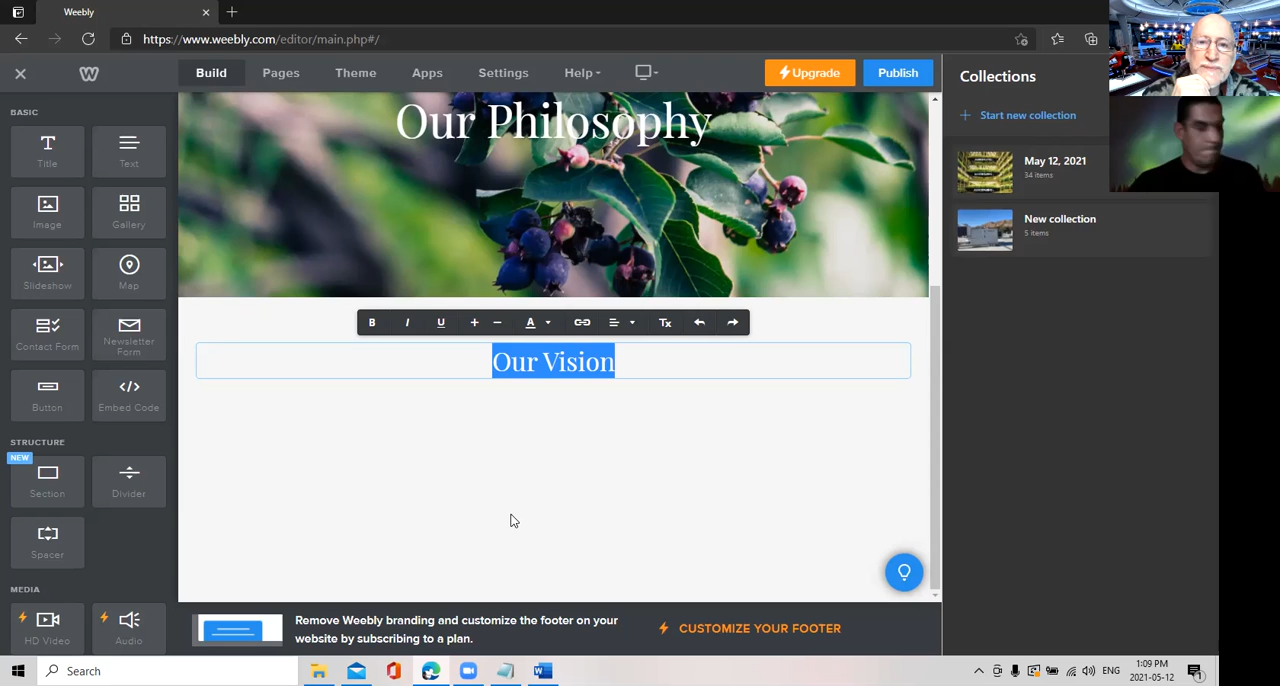 Weebly
https://www.weebly.com/editor/main.php#/
Build
Pages
Theme
Apps
Settings
Help
Upgrade
Publish
Collections
Start new collection
May 12, 2021
34 items
New collection
5 items
BASIC
Title
Text
Image
Gallery
Slideshow
Map
Contact Form
Newsletter
Form
Button
Embed Code
STRUCTURE
NEW
Section
Divider
Spacer
MEDIA
HD Video
Audio
Our Philosophy
B I U + − A Tx
Our Vision
Remove Weebly branding and customize the footer on your
website by subscribing to a plan.
CUSTOMIZE YOUR FOOTER
Search
ENG
1:09 PM
2021-05-12
1